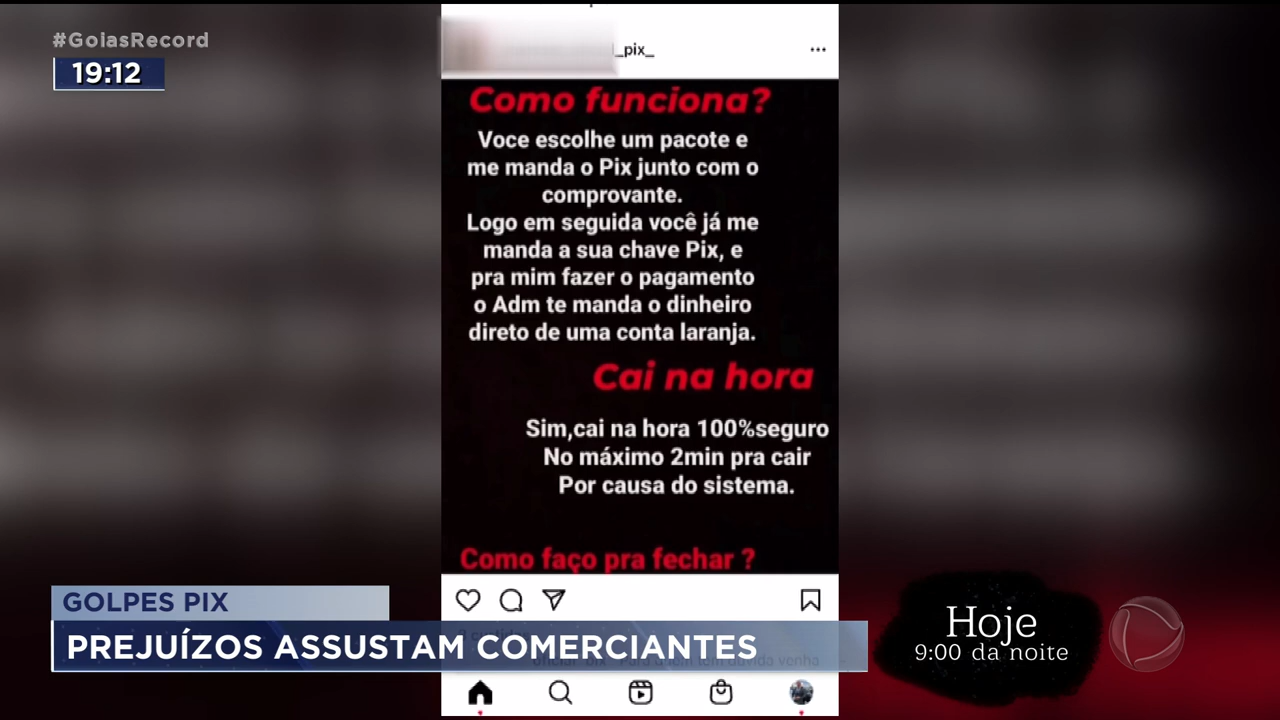 #GoiasRecord
19:12
_pix_
Como funciona?
Voce escolhe um pacote e
me manda o Pix junto com o
comprovante.
Logo em seguida você já me
manda a sua chave Pix, e
pra mim fazer o pagamento
o Adm te manda o dinheiro
direto de uma conta laranja.
Cai na hora
Sim,cai na hora 100%seguro
No máximo 2min pra cair
Por causa do sistema.
Como faço pra fechar ?
GOLPES PIX
PREJUÍZOS ASSUSTAM COMERCIANTES
Hoje
9:00 da noite